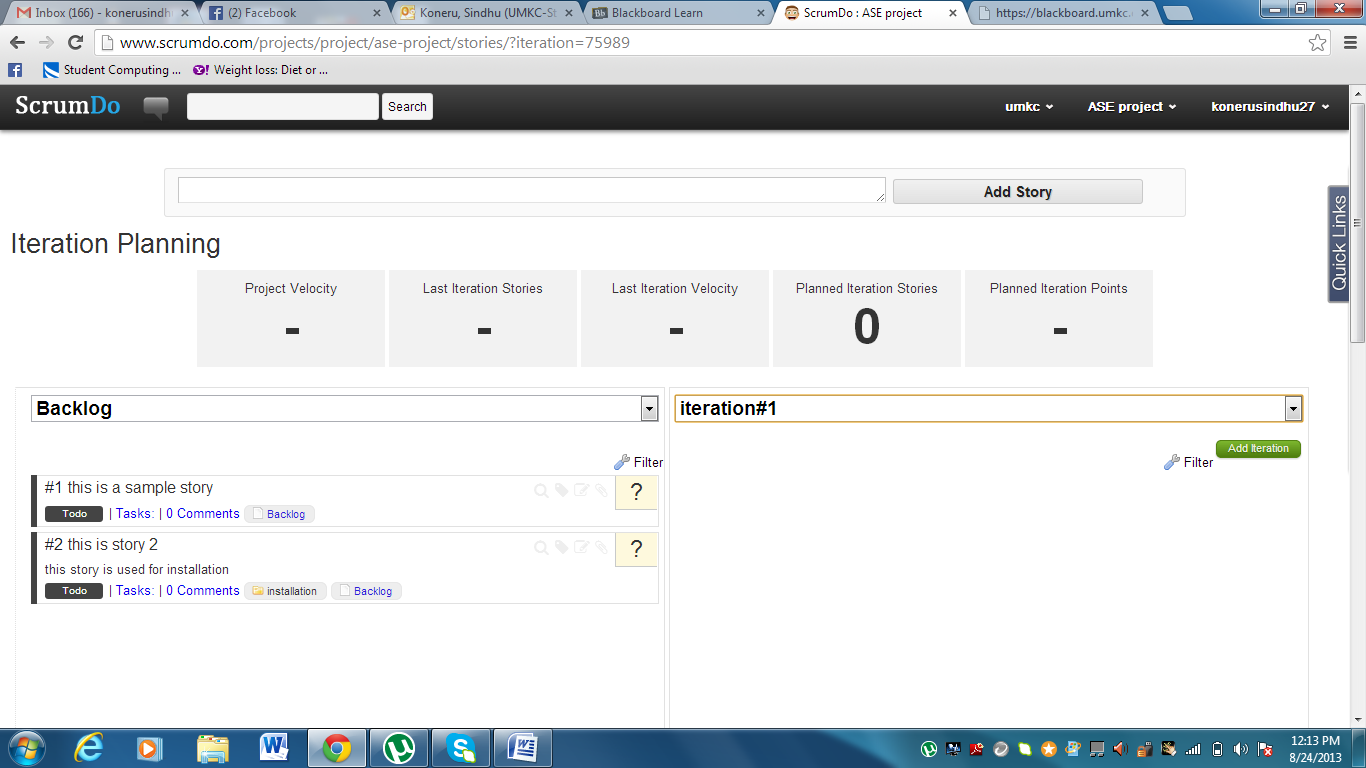 Inbox (166) - konerusindh
(2) Facebook
Koneru, Sindhu (UMKC-St
Blackboard Learn
ScrumDo : ASE project
https://blackboard.umkc.
www.scrumdo.com/projects/project/ase-project/stories/?iteration=75989
Student Computing ...
Weight loss: Diet or ...
ScrumDo
Search
umkc
ASE project
konerusindhu27
Add Story
Quick Links
Iteration Planning
Project Velocity
Last Iteration Stories
Last Iteration Velocity
Planned Iteration Stories
Planned Iteration Points
-
-
-
0
-
Backlog
iteration#1
Filter
Filter
Add Iteration
#1 this is a sample story
?
Todo | Tasks: | 0 Comments Backlog
#2 this is story 2
?
this story is used for installation
Todo | Tasks: | 0 Comments installation Backlog
12:13 PM
8/24/2013